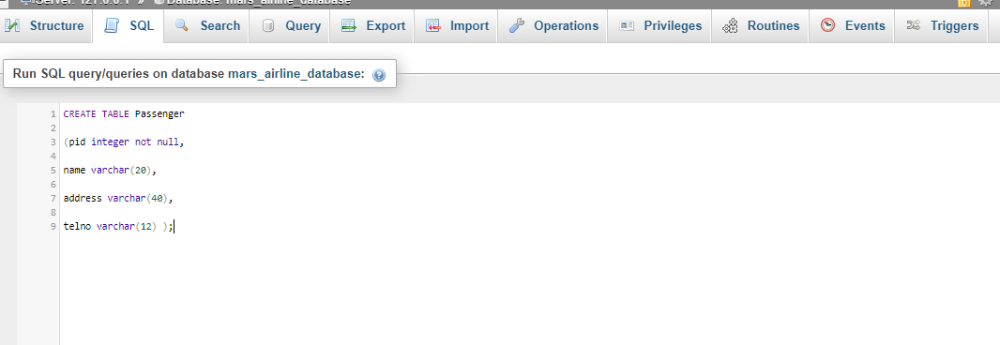 Server: 127.0.0.1 » Database: mars_airline_database
Structure SQL Search Query Export Import Operations Privileges Routines Events Triggers
Run SQL query/queries on database mars_airline_database:
1 CREATE TABLE Passenger
2
3 (pid integer not null,
4
5 name varchar(20),
6
7 address varchar(40),
8
9 telno varchar(12) );